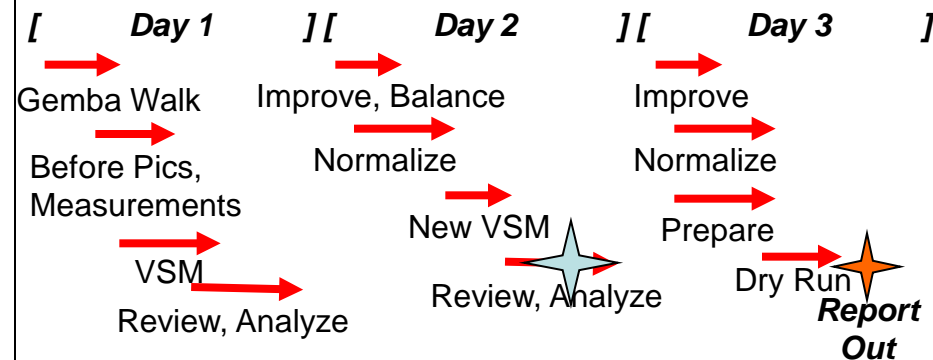 [ Day 1 ] [ Day 2 ] [ Day 3 ]
Gemba Walk
Before Pics,
Measurements
VSM
Review, Analyze
Improve, Balance
Normalize
New VSM
Review, Analyze
Improve
Normalize
Prepare
Dry Run
Report
Out